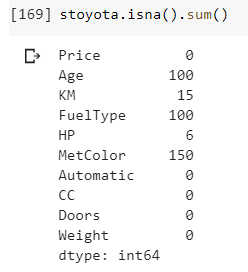 [169] stoyota.isna().sum()
Price 0
Age 100
KM 15
FuelType 100
HP 6
MetColor 150
Automatic 0
CC 0
Doors 0
Weight 0
dtype: int64